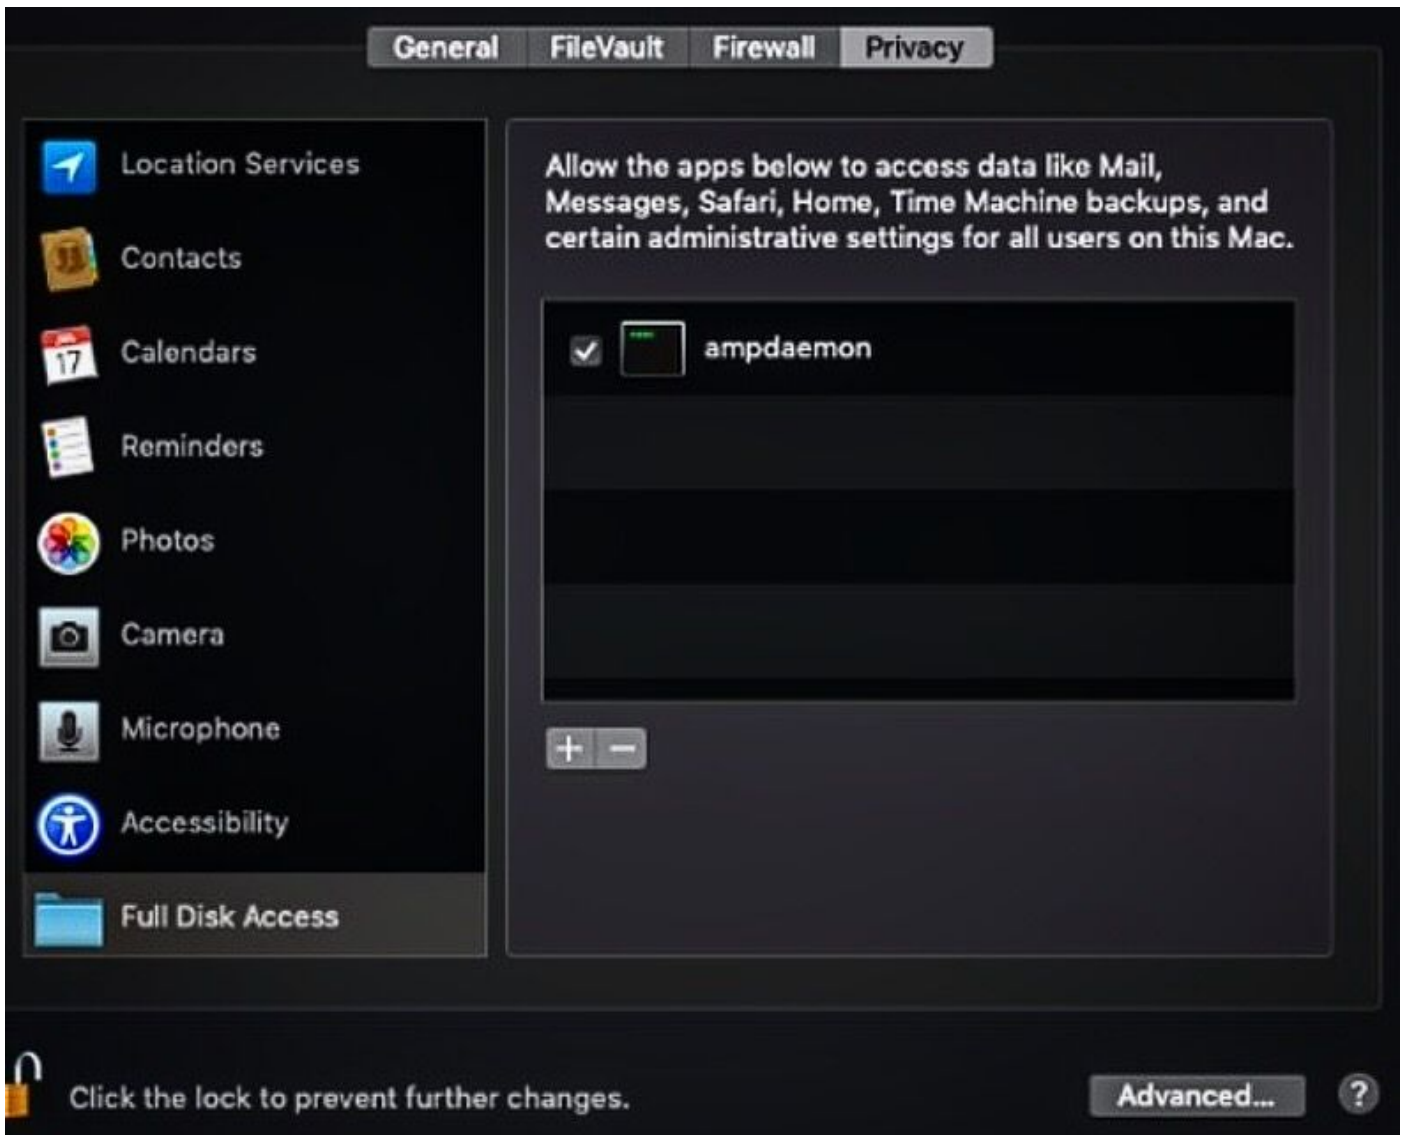 General
FileVault
Firewall
Privacy
Location Services
Contacts
17
Calendars
Reminders
Photos
Camera
Microphone
Accessibility
Full Disk Access
Allow the apps below to access data like Mail,
Messages, Safari, Home, Time Machine backups, and
certain administrative settings for all users on this Mac.
ampdaemon
+ −
Click the lock to prevent further changes.
Advanced...
?